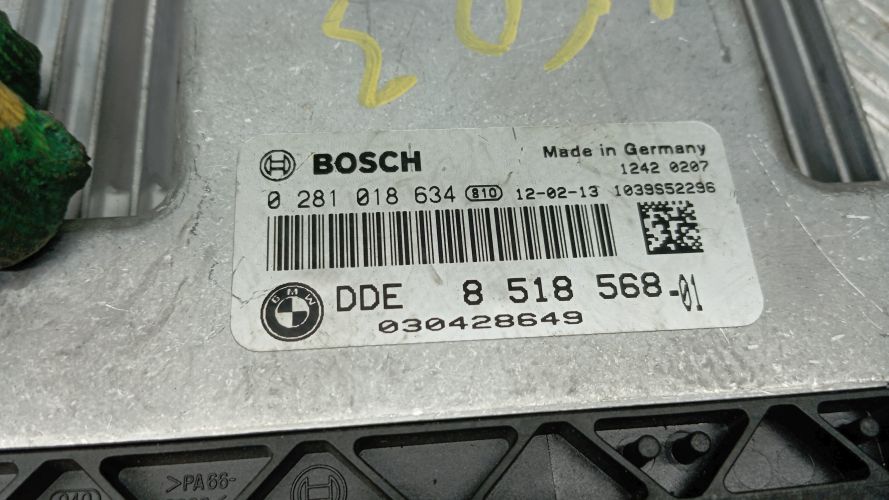 BOSCH Made in Germany
1242 0207
0 281 018 634 810 12-02-13 1039S52296
BMW DDE 8 518 568-01
030428649
>PA66-